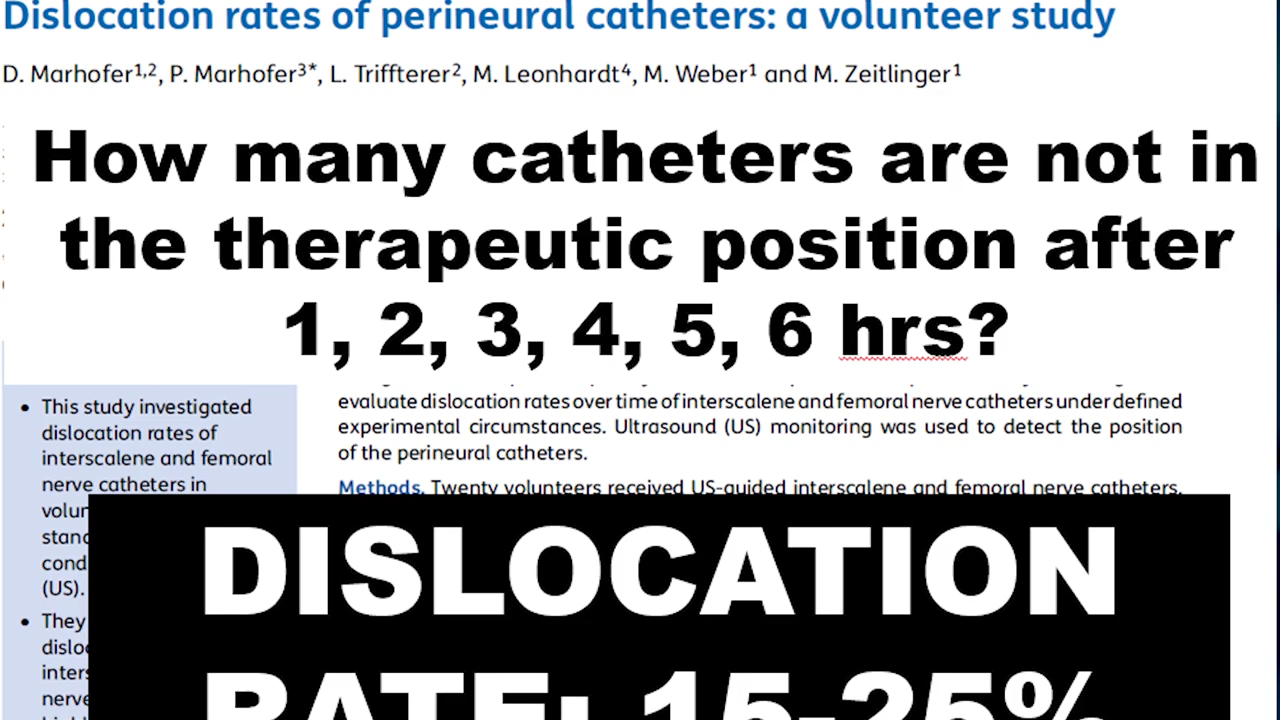 Dislocation rates of perineural catheters: a volunteer study
D. Marhofer1,2, P. Marhofer3*, L. Triffterer2, M. Leonhardt4, M. Weber1 and M. Zeitlinger1
How many catheters are not in
the therapeutic position after
1, 2, 3, 4, 5, 6 hrs?
• This study investigated
dislocation rates of
interscalene and femoral
nerve catheters in
volun
stand
cond
(US).
• They
disloc
inters
nerve
evaluate dislocation rates over time of interscalene and femoral nerve catheters under defined
experimental circumstances. Ultrasound (US) monitoring was used to detect the position
of the perineural catheters.
Methods. Twenty volunteers received US-guided interscalene and femoral nerve catheters.
DISLOCATION
RATE: 15-25%